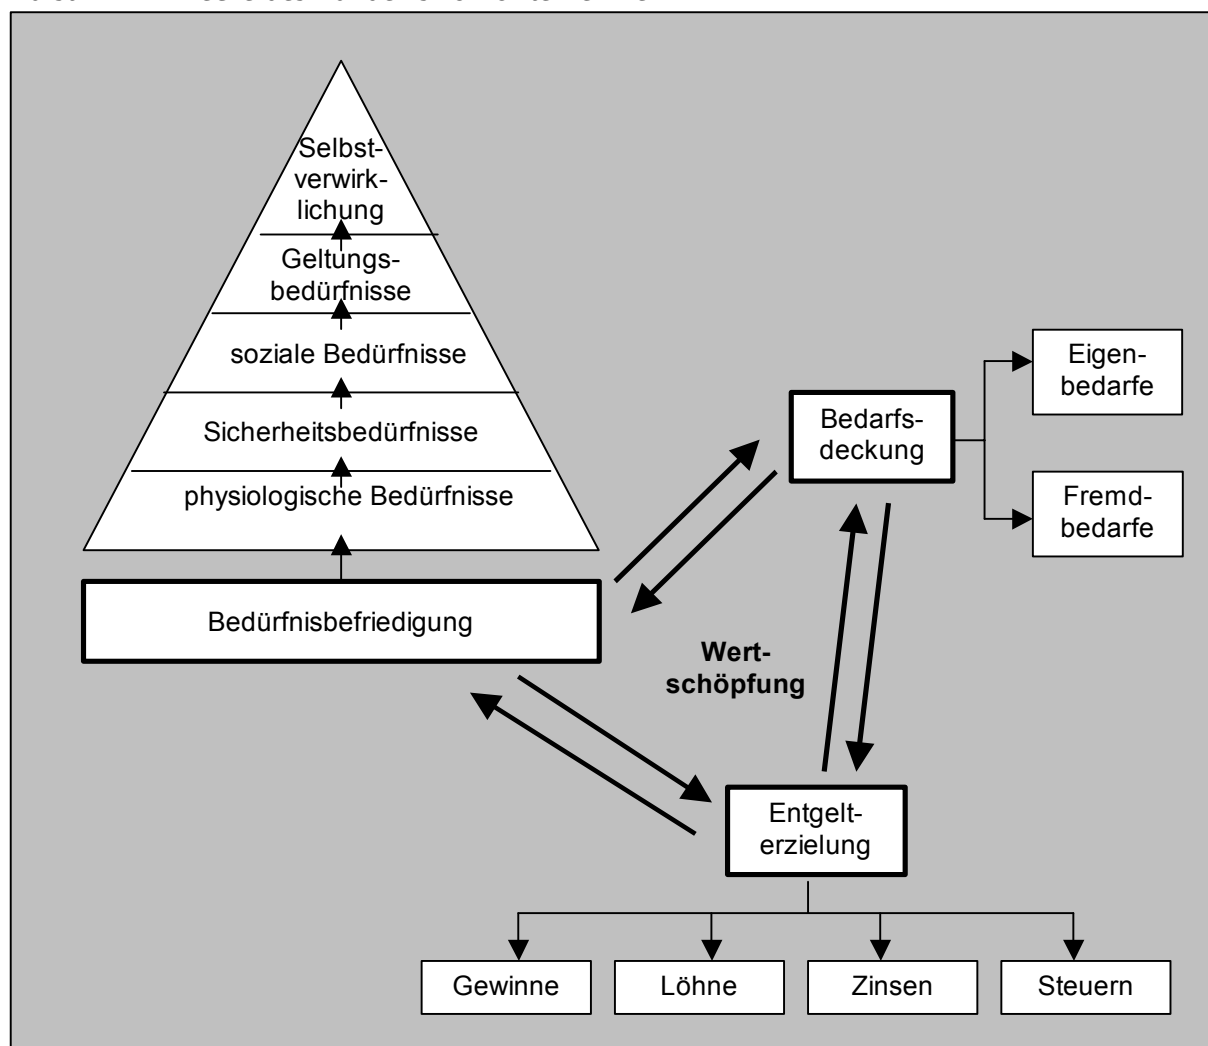 Selbst-
verwirk-
lichung
Geltungs-
bedürfnisse
soziale Bedürfnisse
Sicherheitsbedürfnisse
physiologische Bedürfnisse
Bedürfnisbefriedigung
Bedarfs-
deckung
Eigen-
bedarfe
Fremd-
bedarfe
Wert-
schöpfung
Entgelt-
erzielung
Gewinne
Löhne
Zinsen
Steuern